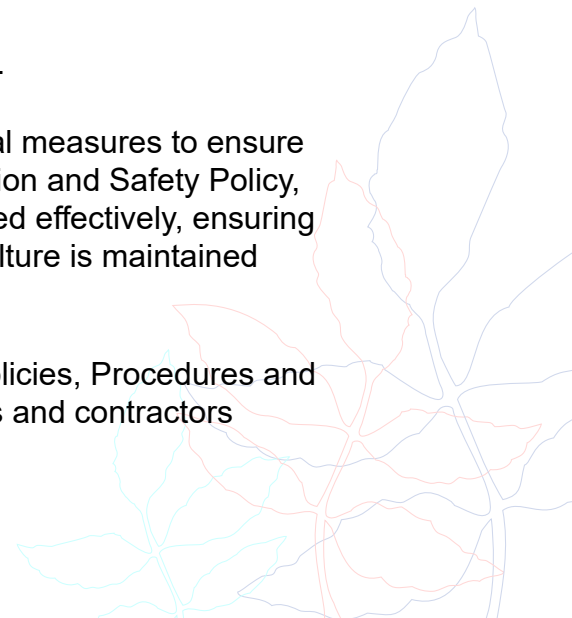 .
al measures to ensure
ion and Safety Policy,
ed effectively, ensuring
lture is maintained
licies, Procedures and
s and contractors